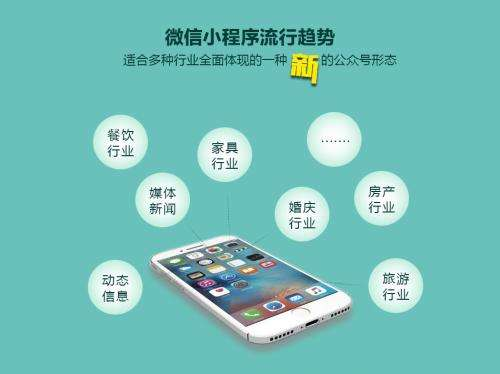 微信小程序流行趋势
适合多种行业全面体现的一种新的公众号形态
餐饮
行业
家具
行业
.......
媒体
新闻
婚庆
行业
房产
行业
动态
信息
旅游
行业